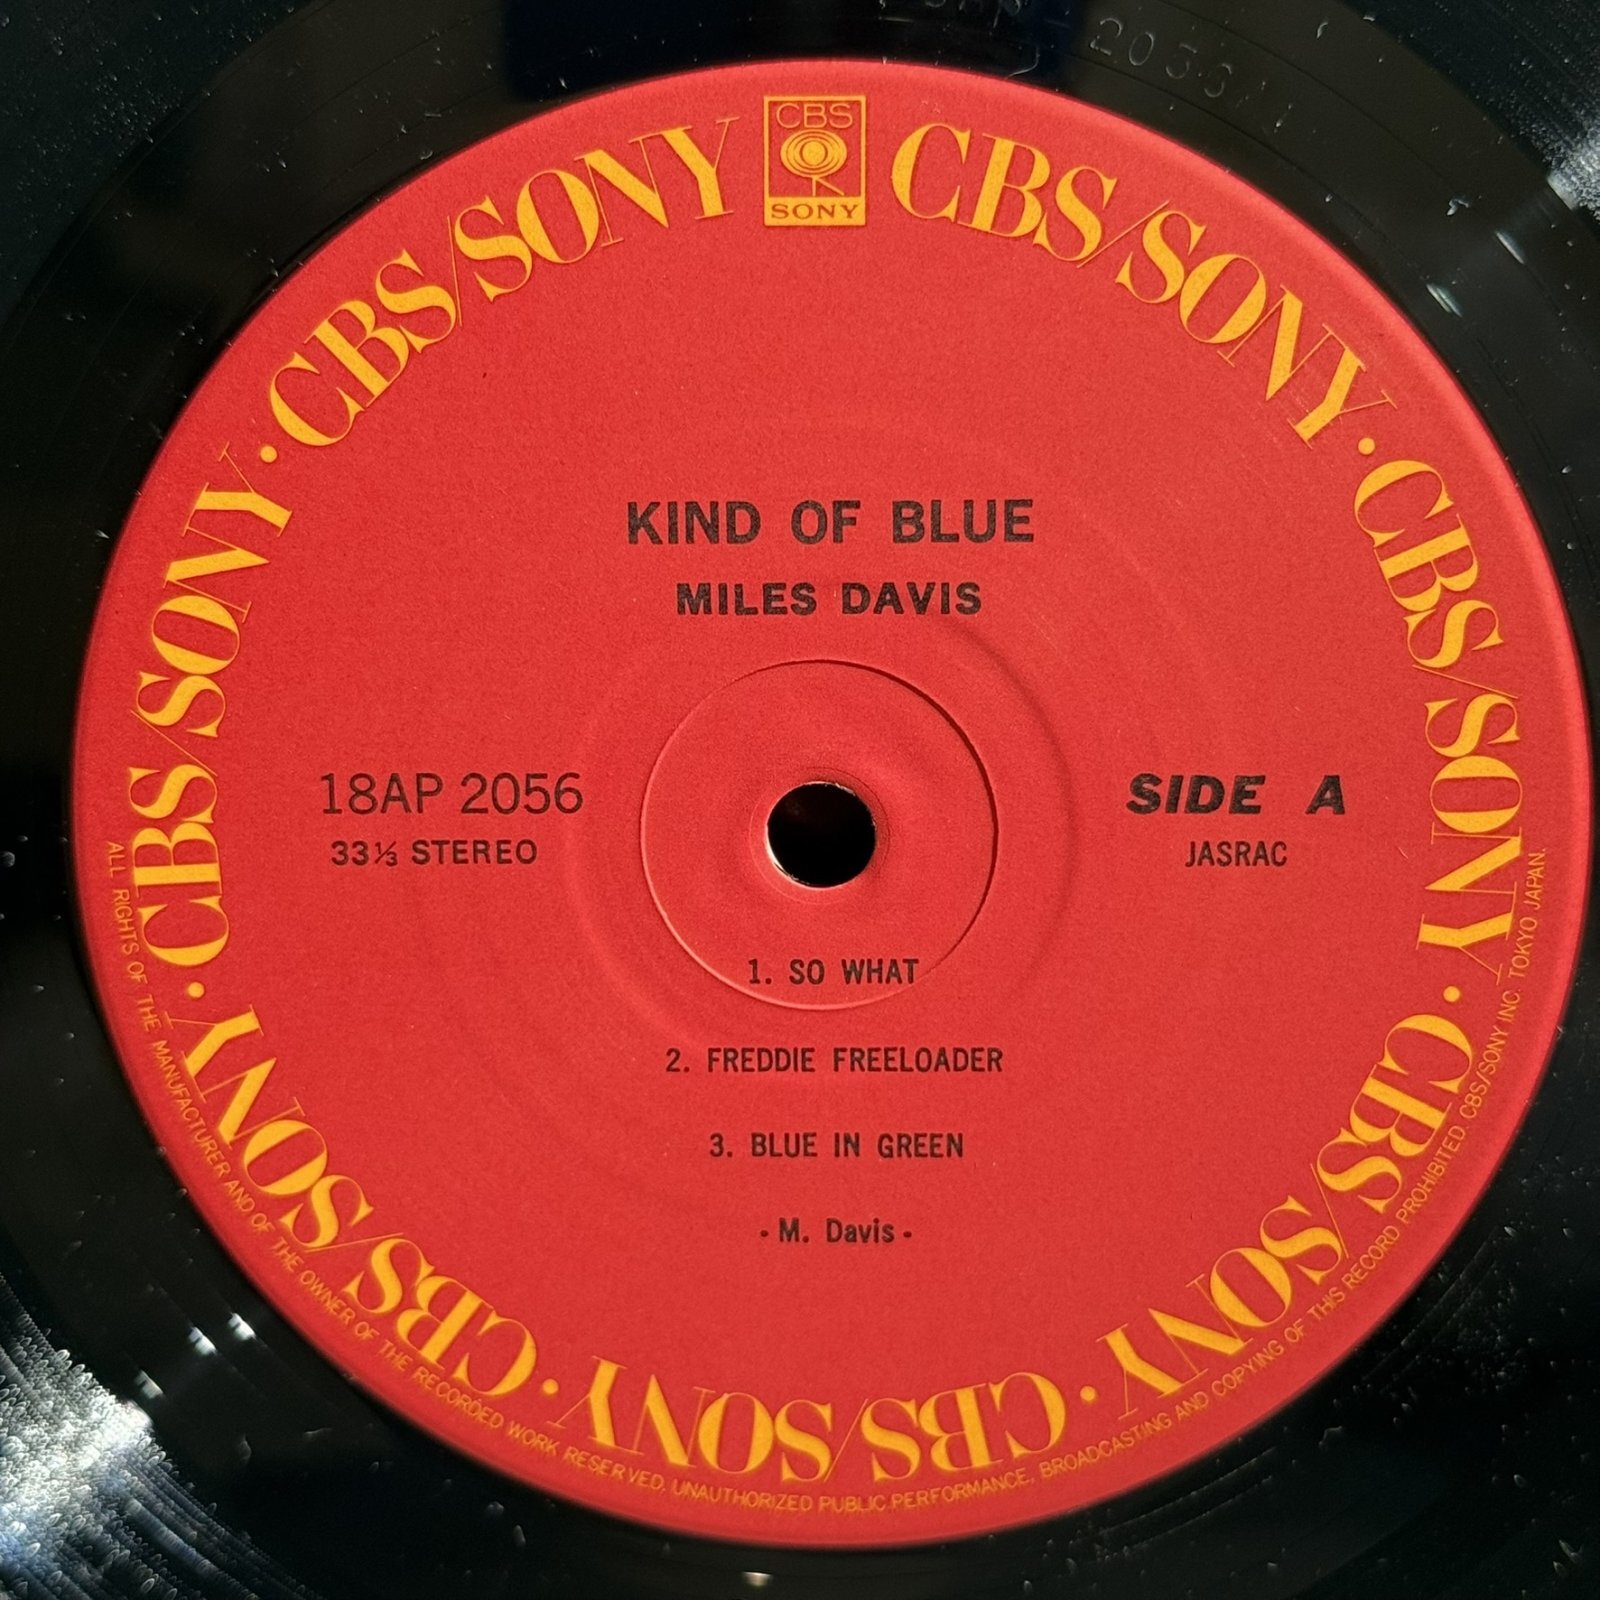 CBS
SONY
CBS/SONY · CBS/SONY · CBS/SONY · CBS/SONY · CBS/SONY · CBS/SONY · CBS/SONY
KIND OF BLUE
MILES DAVIS
18AP 2056
33⅓ STEREO
SIDE A
JASRAC
1. SO WHAT
2. FREDDIE FREELOADER
3. BLUE IN GREEN
- M. Davis -
ALL RIGHTS OF THE MANUFACTURER AND OF THE OWNER OF THE RECORDED WORK RESERVED. UNAUTHORIZED PUBLIC PERFORMANCE, BROADCASTING AND COPYING OF THIS RECORD PROHIBITED. CBS/SONY INC. TOKYO JAPAN.